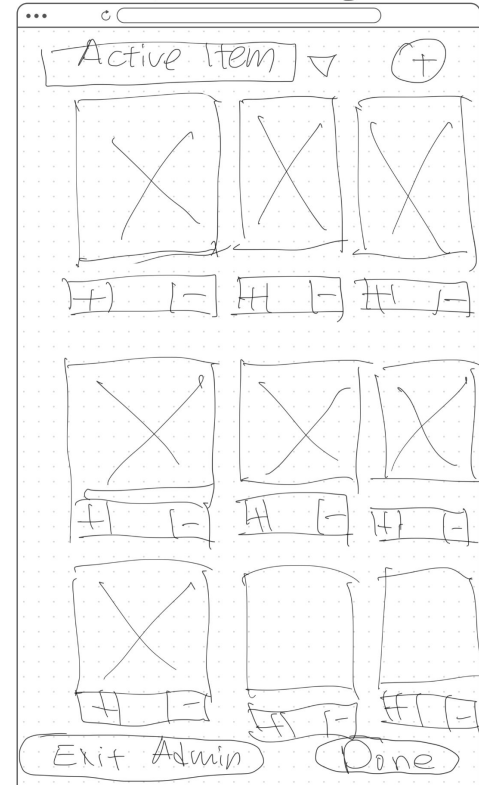 Active Item +
+ - + - + -
+ - + - + -
+ - + - + -
Exit Admin Done